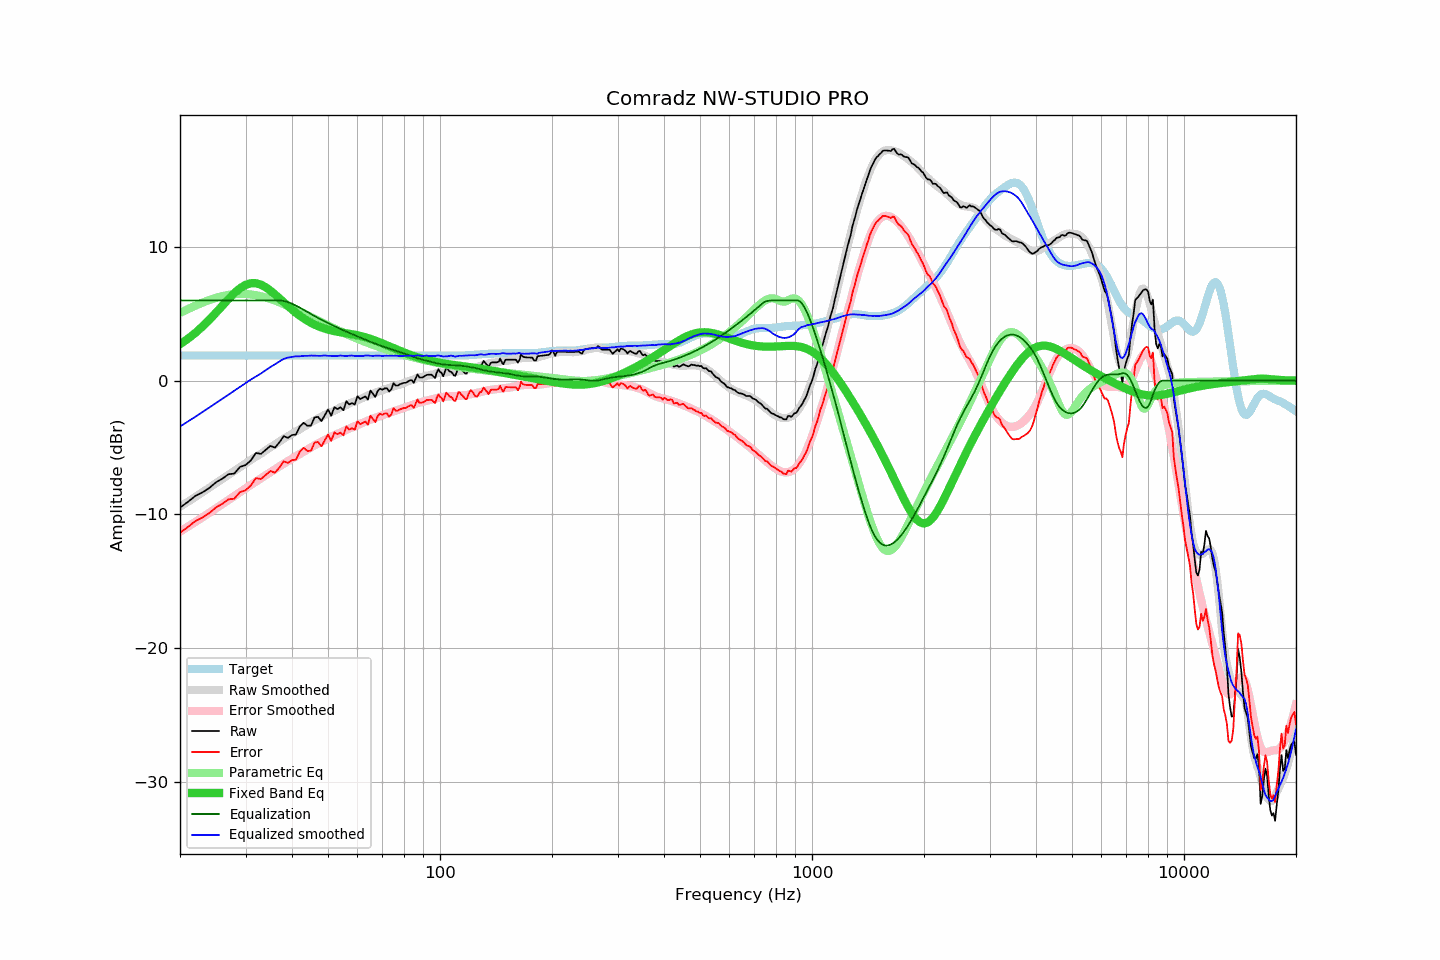 Comradz NW-STUDIO PRO
Amplitude (dBr)
10
0
−10
−20
−30
Target
Raw Smoothed
Error Smoothed
Raw
Error
Parametric Eq
Fixed Band Eq
Equalization
Equalized smoothed
100 1000 10000
Frequency (Hz)